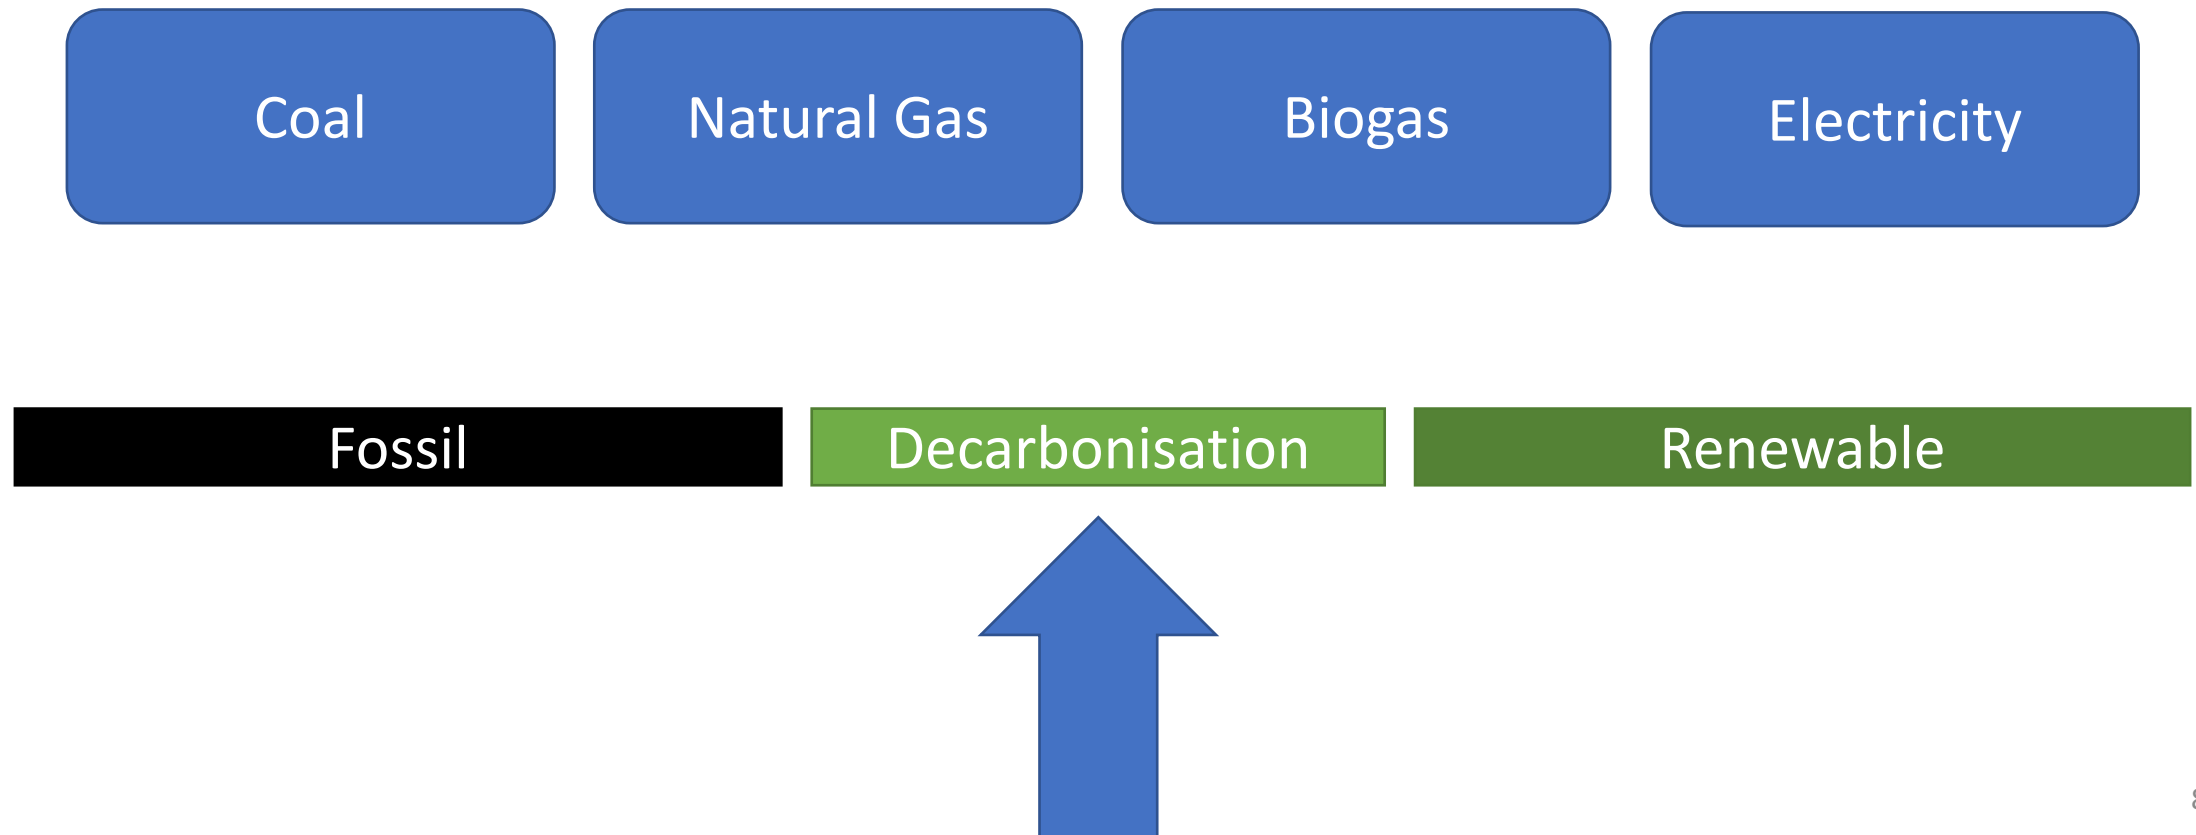 Coal
Natural Gas
Biogas
Electricity
Fossil
Decarbonisation
Renewable